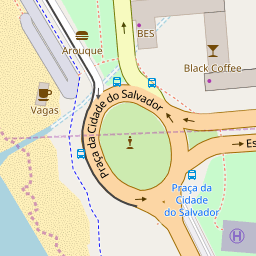 BES
Arouque
Black Coffee
Vagas
Praça da Cidade do Salvador
Es
Praça da
Cidade
do Salvador
H